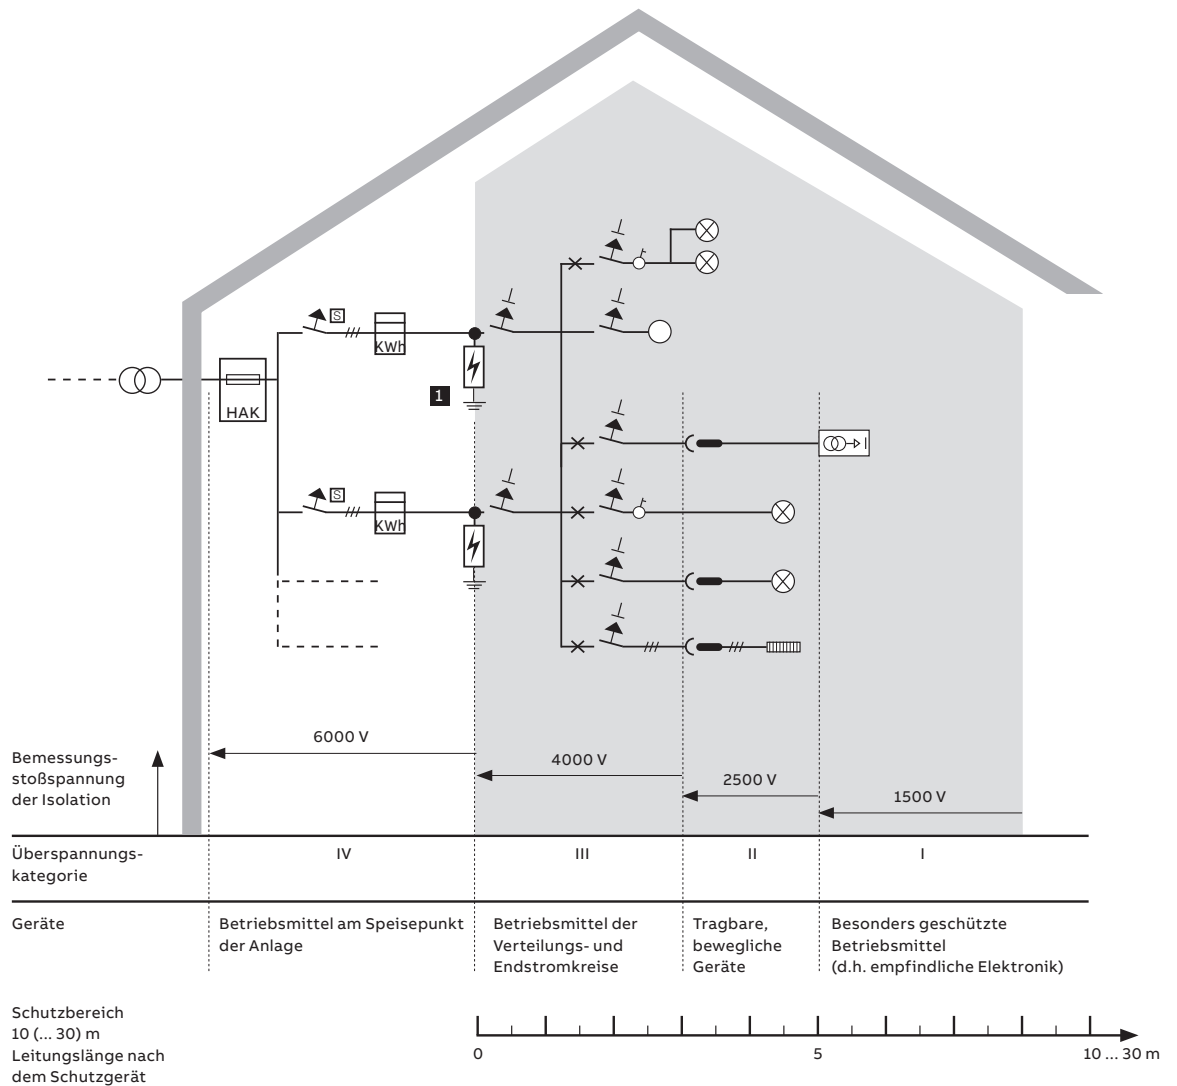 S
KWh
HAK
1
S
KWh
6000 V
4000 V
2500 V
1500 V
Bemessungs-
stoßspannung
der Isolation
Überspannungs-
kategorie
IV
III
II
I
Geräte
Betriebsmittel am Speisepunkt
der Anlage
Betriebsmittel der
Verteilungs- und
Endstromkreise
Tragbare,
bewegliche
Geräte
Besonders geschützte
Betriebsmittel
(d.h. empfindliche Elektronik)
Schutzbereich
10 (... 30) m
Leitungslänge nach
dem Schutzgerät
0
5
10 ... 30 m